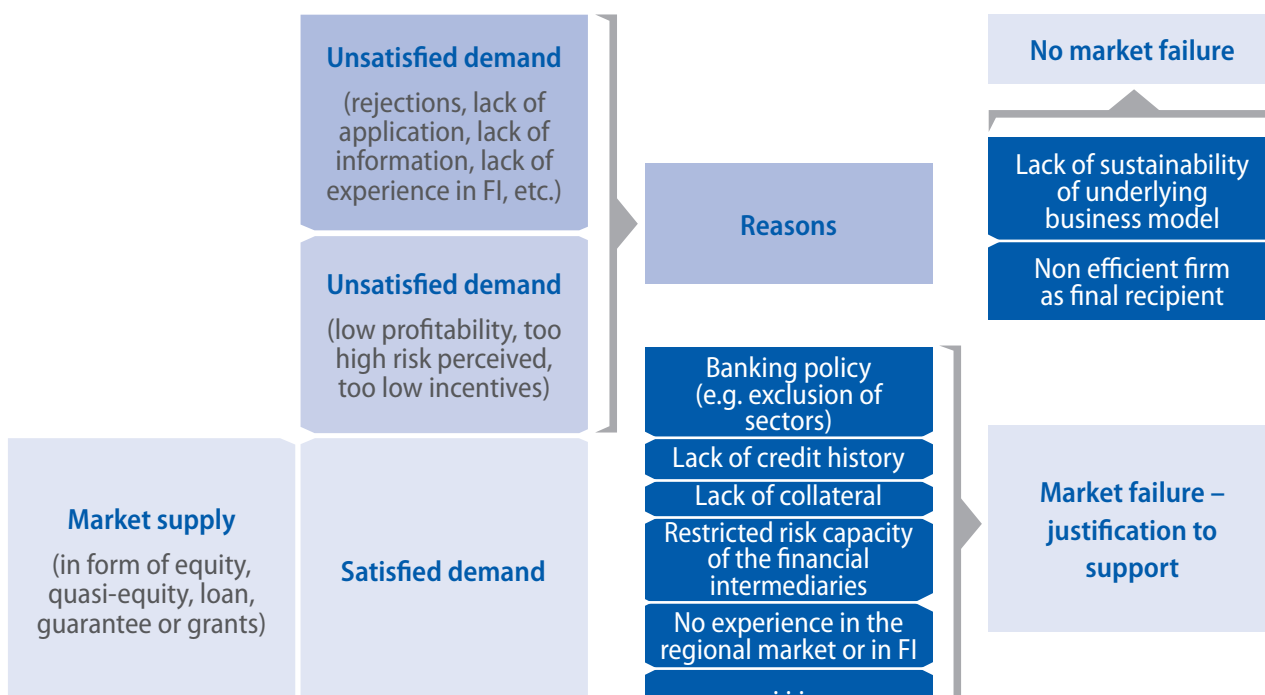 Unsatisfied demand
(rejections, lack of
application, lack of
information, lack of
experience in FI, etc.)
Unsatisfied demand
(low profitability, too
high risk perceived,
too low incentives)
Market supply
(in form of equity,
quasi-equity, loan,
guarantee or grants)
Satisfied demand
Reasons
Banking policy
(e.g. exclusion of
sectors)
Lack of credit history
Lack of collateral
Restricted risk capacity
of the financial
intermediaries
No experience in the
regional market or in FI
...
No market failure
Lack of sustainability
of underlying
business model
Non efficient firm
as final recipient
Market failure –
justification to
support